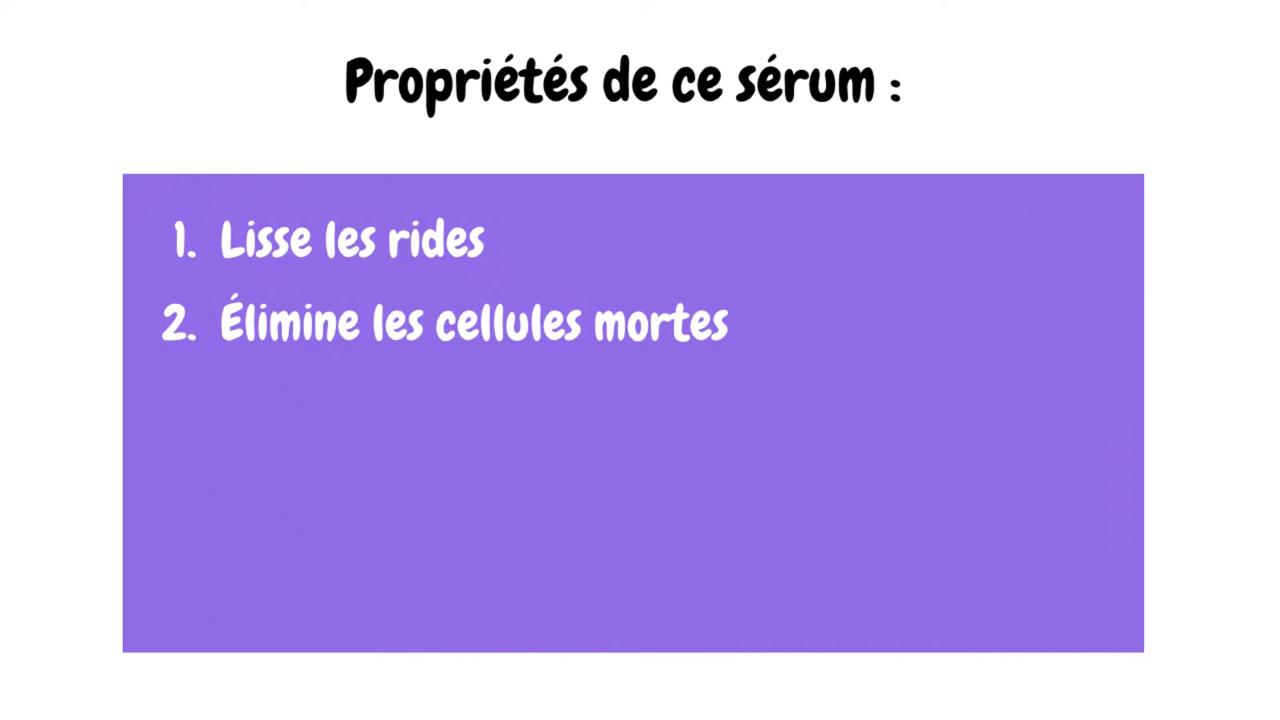 Propriétés de ce sérum :
1. Lisse les rides
2. Élimine les cellules mortes